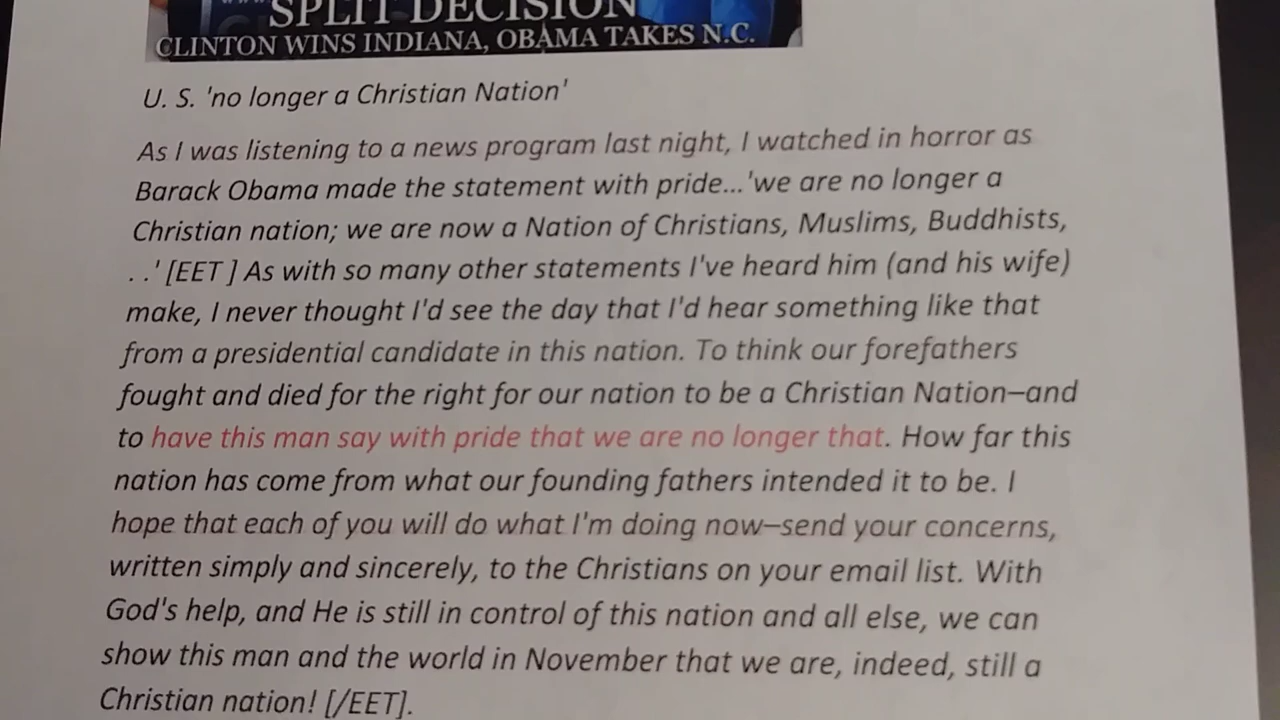 SPLIT DECISION
CLINTON WINS INDIANA, OBAMA TAKES N.C.
U. S. 'no longer a Christian Nation'
As I was listening to a news program last night, I watched in horror as
Barack Obama made the statement with pride...'we are no longer a
Christian nation; we are now a Nation of Christians, Muslims, Buddhists,
. .' [EET ] As with so many other statements I've heard him (and his wife)
make, I never thought I'd see the day that I'd hear something like that
from a presidential candidate in this nation. To think our forefathers
fought and died for the right for our nation to be a Christian Nation–and
to have this man say with pride that we are no longer that. How far this
nation has come from what our founding fathers intended it to be. I
hope that each of you will do what I'm doing now–send your concerns,
written simply and sincerely, to the Christians on your email list. With
God's help, and He is still in control of this nation and all else, we can
show this man and the world in November that we are, indeed, still a
Christian nation! [/EET].